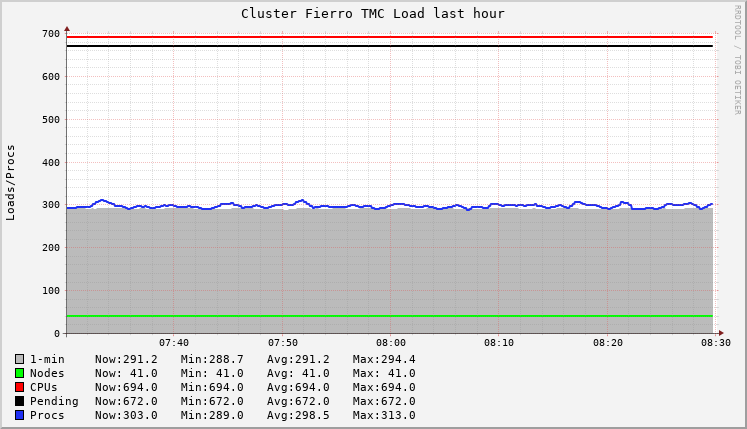 Cluster Fierro TMC Load last hour
RRDTOOL / TOBI OETIKER
Loads/Procs
700
600
500
400
300
200
100
0
07:40 07:50 08:00 08:10 08:20 08:30
1-min Now:291.2 Min:288.7 Avg:291.2 Max:294.4
Nodes Now: 41.0 Min: 41.0 Avg: 41.0 Max: 41.0
CPUs Now:694.0 Min:694.0 Avg:694.0 Max:694.0
Pending Now:672.0 Min:672.0 Avg:672.0 Max:672.0
Procs Now:303.0 Min:289.0 Avg:298.5 Max:313.0